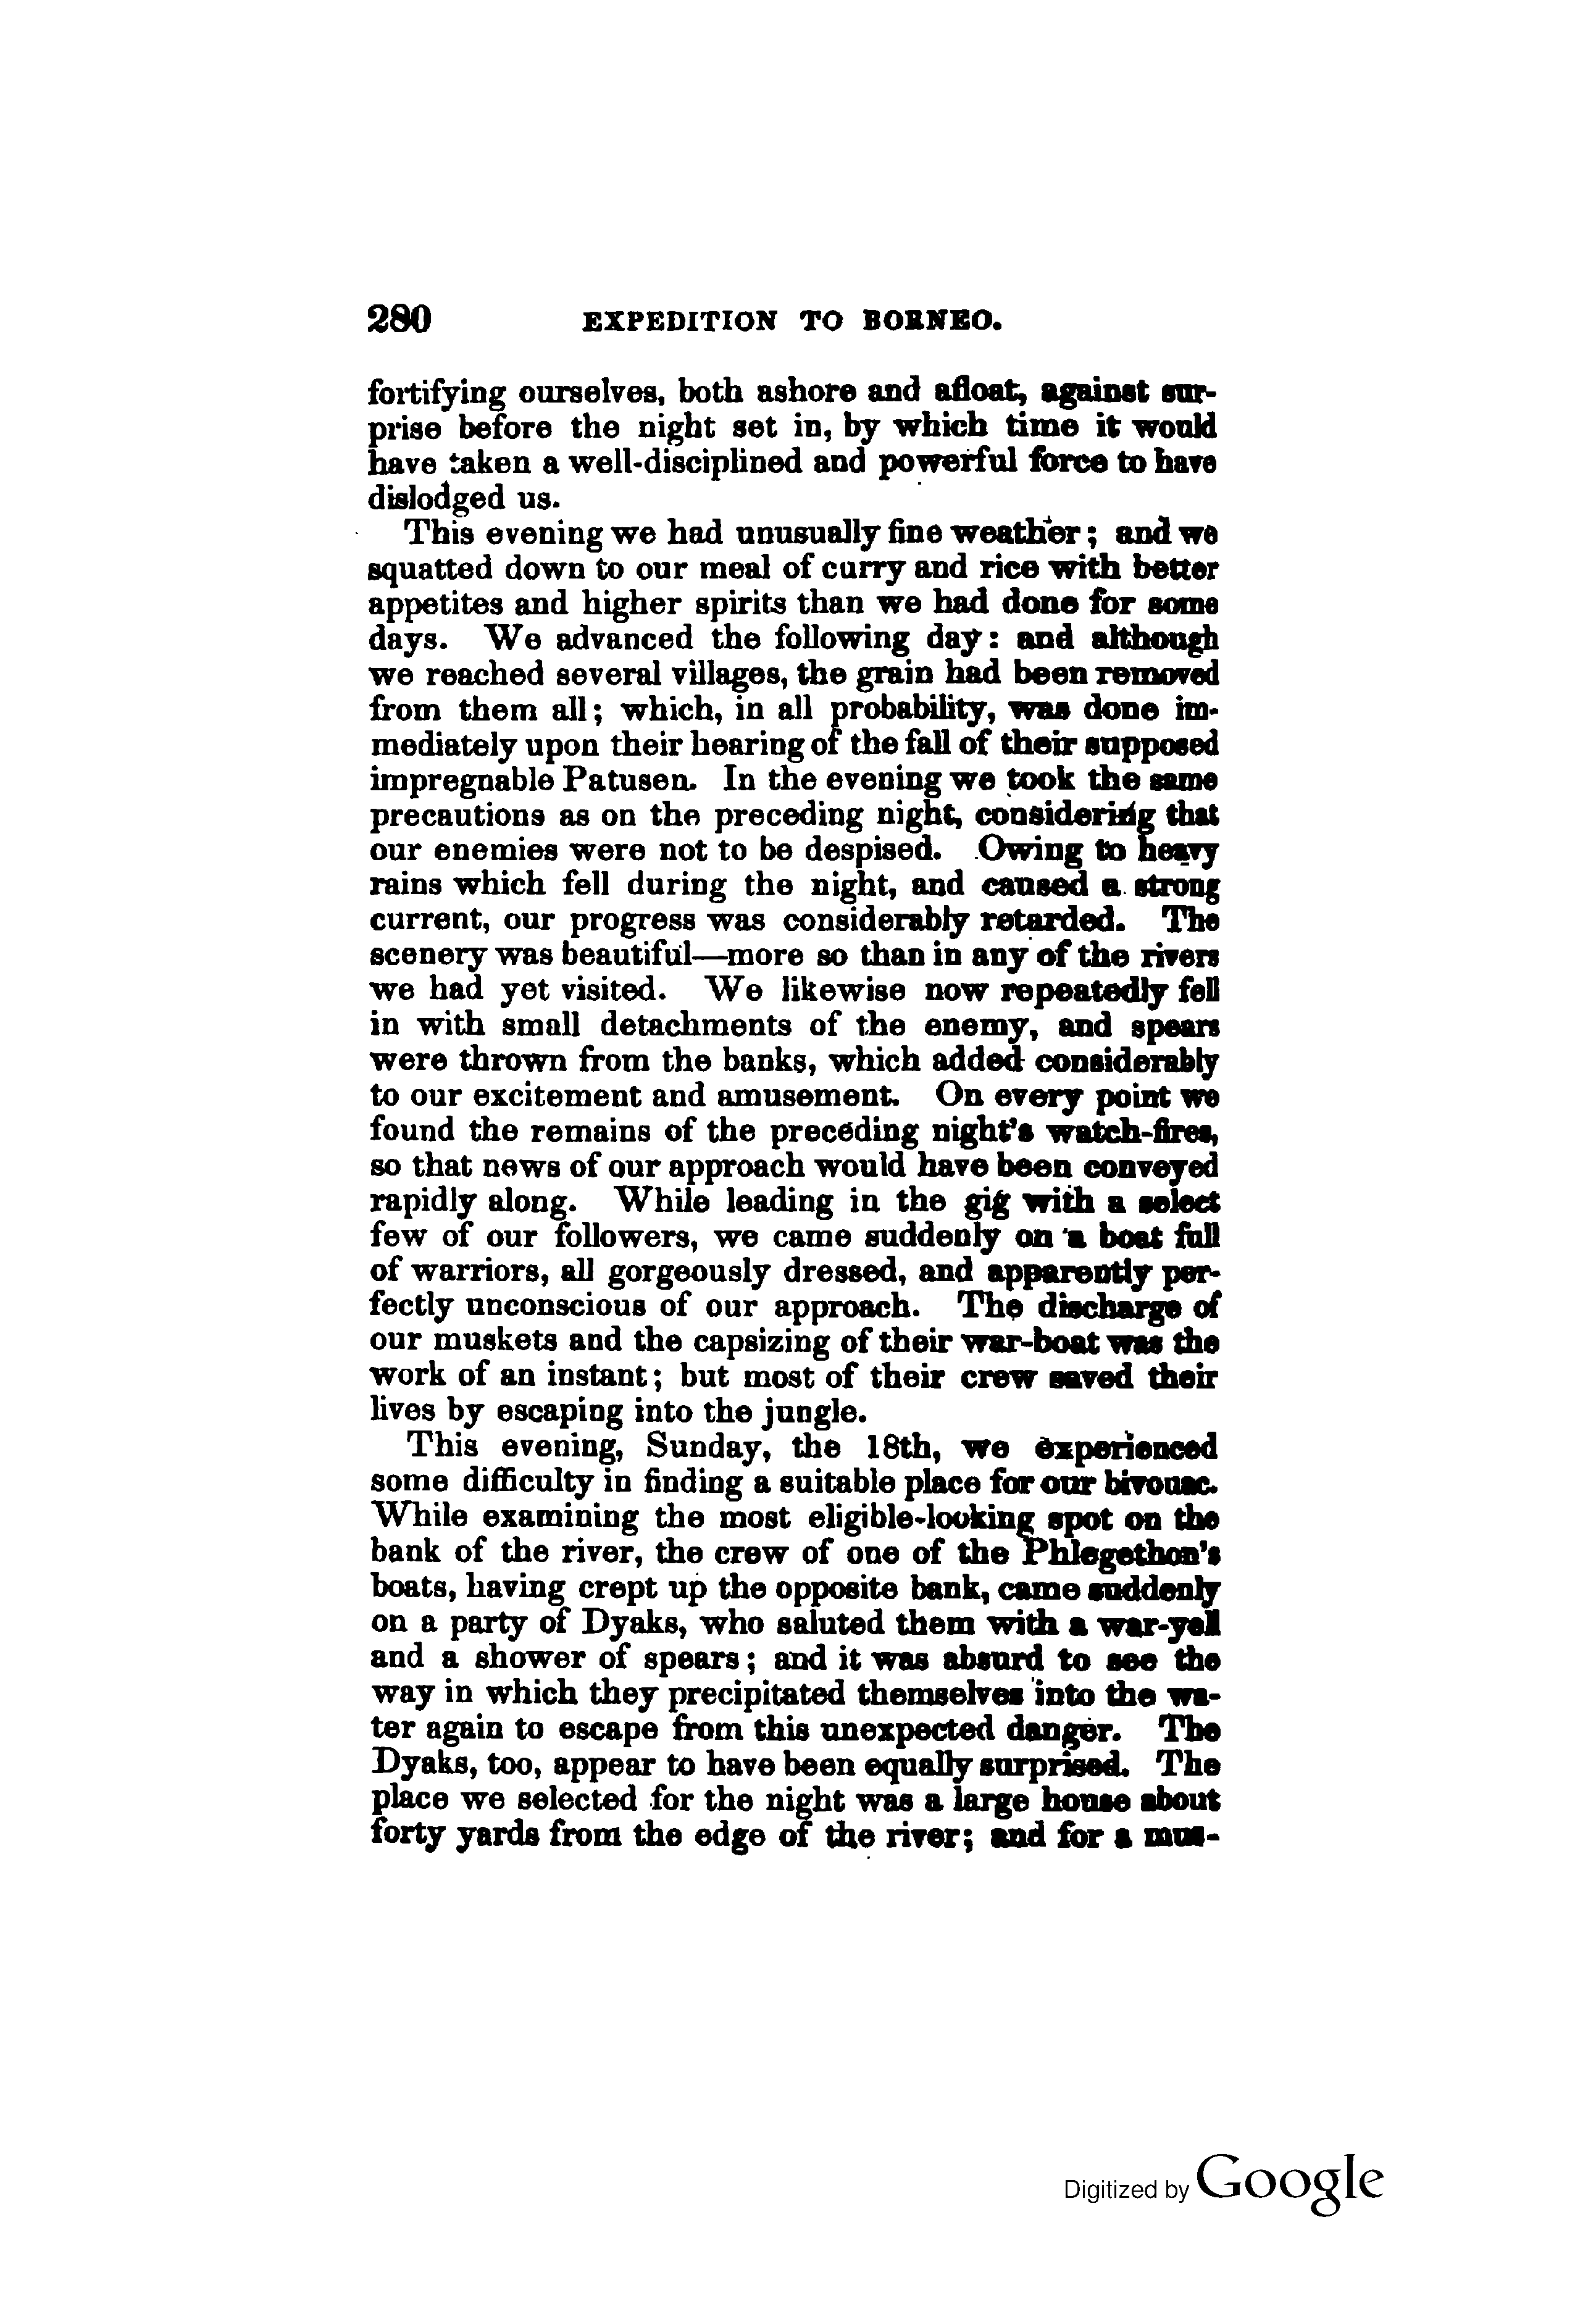 280 EXPEDITION TO BORNEO.
fortifying ourselves, both ashore and afloat, against sur-
prise before the night set in, by which time it would
have taken a well-disciplined and powerful force to have
dislodged us.
This evening we had unusually fine weather; and we
squatted down to our meal of curry and rice with better
appetites and higher spirits than we had done for some
days. We advanced the following day: and although
we reached several villages, the grain had been removed
from them all; which, in all probability, was done im-
mediately upon their hearing of the fall of their supposed
impregnable Patusen. In the evening we took the same
precautions as on the preceding night, considering that
our enemies were not to be despised. Owing to heavy
rains which fell during the night, and caused a strong
current, our progress was considerably retarded. The
scenery was beautiful—more so than in any of the rivers
we had yet visited. We likewise now repeatedly fell
in with small detachments of the enemy, and spears
were thrown from the banks, which added considerably
to our excitement and amusement. On every point we
found the remains of the preceding night's watch-fires,
so that news of our approach would have been conveyed
rapidly along. While leading in the gig with a select
few of our followers, we came suddenly on a boat full
of warriors, all gorgeously dressed, and apparently per-
fectly unconscious of our approach. The discharge of
our muskets and the capsizing of their war-boat was the
work of an instant; but most of their crew saved their
lives by escaping into the jungle.
This evening, Sunday, the 18th, we experienced
some difficulty in finding a suitable place for our bivouac.
While examining the most eligible-looking spot on the
bank of the river, the crew of one of the Phlegethon's
boats, having crept up the opposite bank, came suddenly
on a party of Dyaks, who saluted them with a war-yell
and a shower of spears; and it was absurd to see the
way in which they precipitated themselves into the wa-
ter again to escape from this unexpected danger. The
Dyaks, too, appear to have been equally surprised. The
place we selected for the night was a large house about
forty yards from the edge of the river; and for a mus-
Digitized by Google